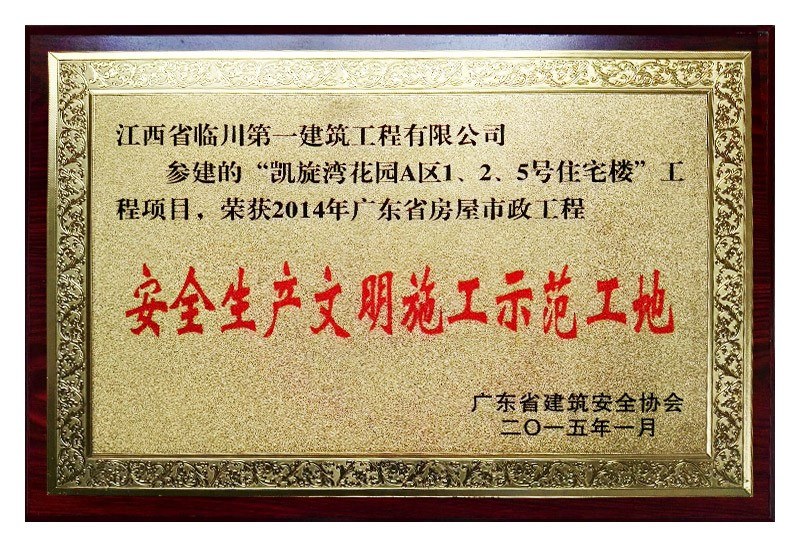 江西省临川第一建筑工程有限公司
参建的“凯旋湾花园A区1、2、5号住宅楼”工
程项目，荣获2014年广东省房屋市政工程
安全生产文明施工示范工地
广东省建筑安全协会
二〇一五年一月